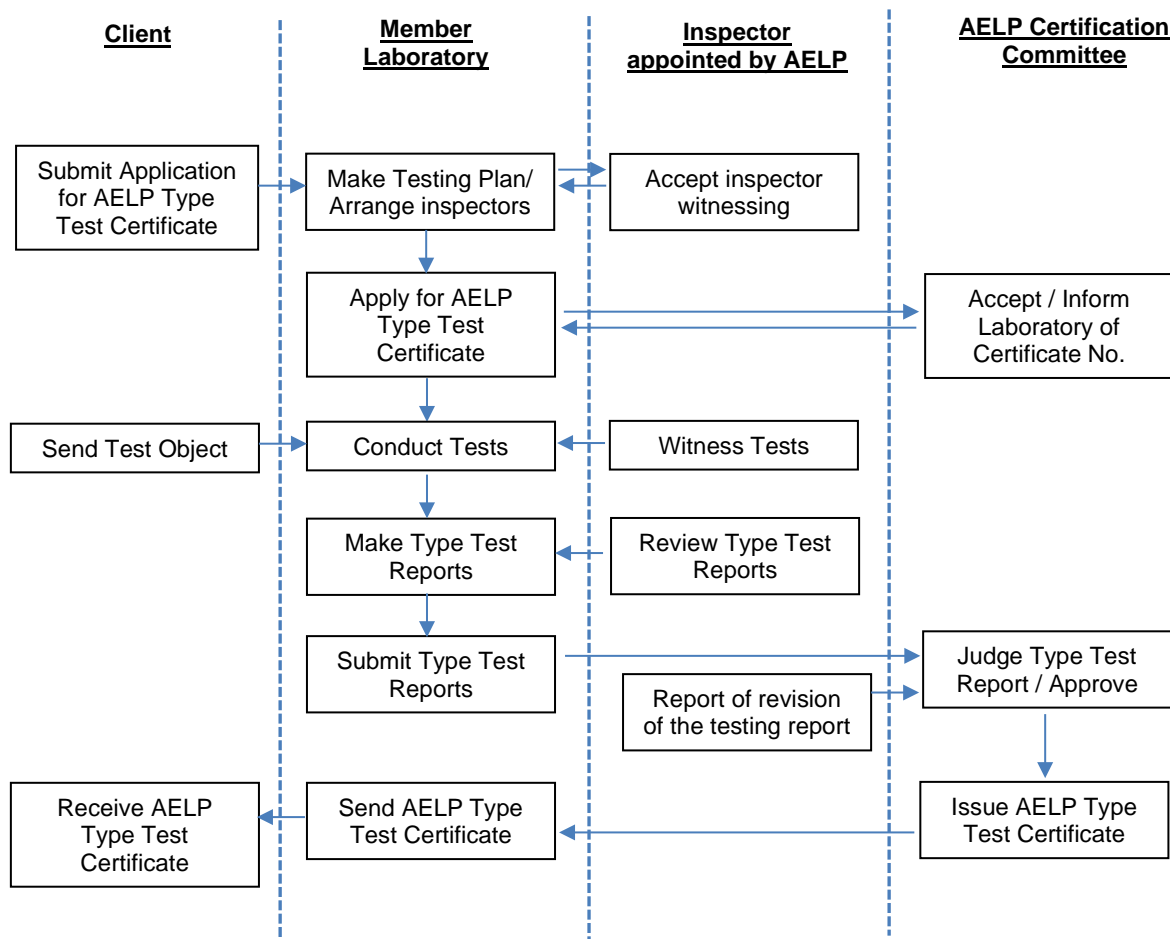 Client
Member
Laboratory
Inspector
appointed by AELP
AELP Certification
Committee
Submit Application
for AELP Type
Test Certificate
Make Testing Plan/
Arrange inspectors
Accept inspector
witnessing
Apply for AELP
Type Test
Certificate
Accept / Inform
Laboratory of
Certificate No.
Send Test Object
Conduct Tests
Witness Tests
Make Type Test
Reports
Review Type Test
Reports
Submit Type Test
Reports
Judge Type Test
Report / Approve
Report of revision
of the testing report
Receive AELP
Type Test
Certificate
Send AELP Type
Test Certificate
Issue AELP Type
Test Certificate